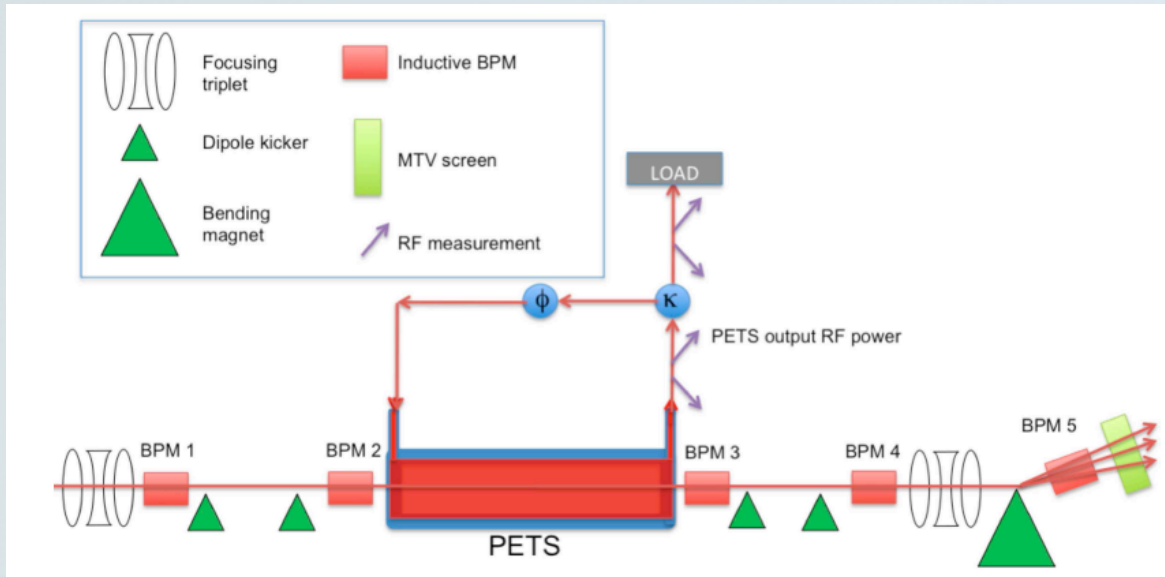 Focusing
triplet
Inductive BPM
Dipole kicker
MTV screen
Bending
magnet
RF measurement
LOAD
ϕ
κ
PETS output RF power
BPM 1
BPM 2
BPM 3
BPM 4
BPM 5
PETS